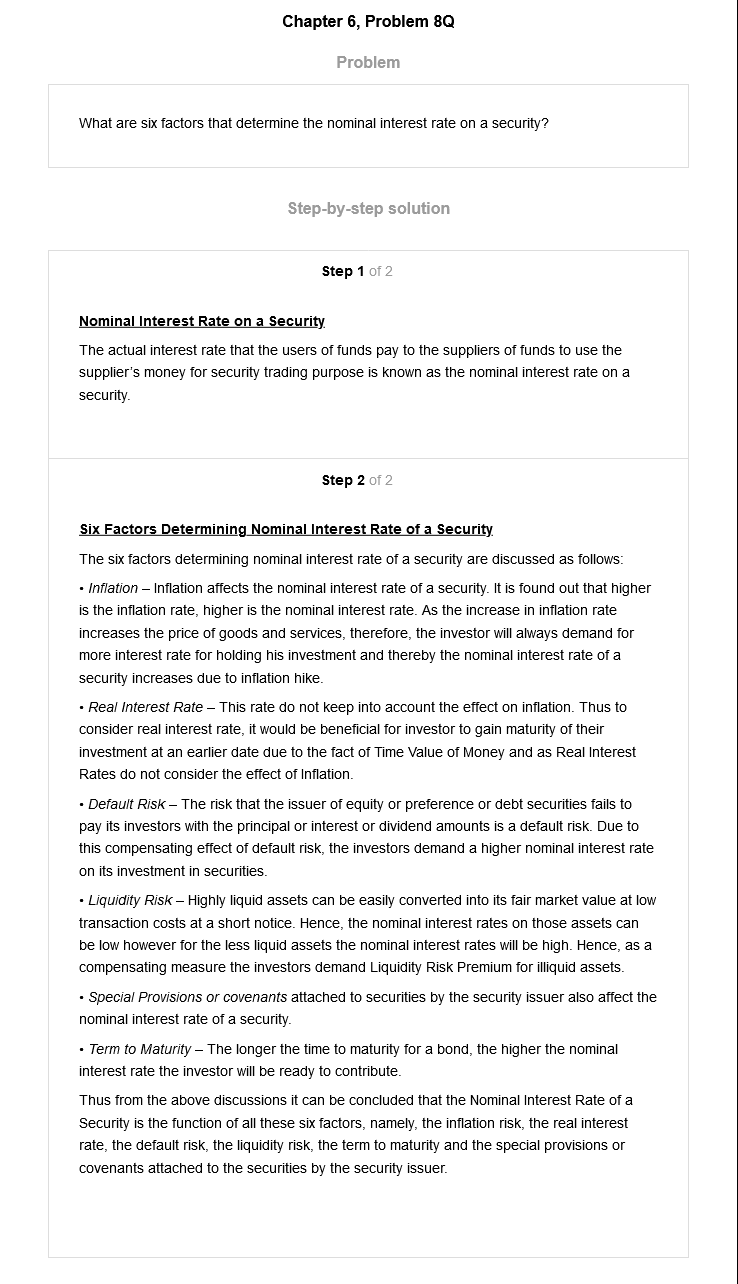 Chapter 6, Problem 8Q
Problem
What are six factors that determine the nominal interest rate on a security?
Step-by-step solution
Step 1 of 2
Nominal Interest Rate on a Security
The actual interest rate that the users of funds pay to the suppliers of funds to use the
supplier’s money for security trading purpose is known as the nominal interest rate on a
security.
Step 2 of 2
Six Factors Determining Nominal Interest Rate of a Security
The six factors determining nominal interest rate of a security are discussed as follows:
• Inflation – Inflation affects the nominal interest rate of a security. It is found out that higher
is the inflation rate, higher is the nominal interest rate. As the increase in inflation rate
increases the price of goods and services, therefore, the investor will always demand for
more interest rate for holding his investment and thereby the nominal interest rate of a
security increases due to inflation hike.
• Real Interest Rate – This rate do not keep into account the effect on inflation. Thus to
consider real interest rate, it would be beneficial for investor to gain maturity of their
investment at an earlier date due to the fact of Time Value of Money and as Real Interest
Rates do not consider the effect of Inflation.
• Default Risk – The risk that the issuer of equity or preference or debt securities fails to
pay its investors with the principal or interest or dividend amounts is a default risk. Due to
this compensating effect of default risk, the investors demand a higher nominal interest rate
on its investment in securities.
• Liquidity Risk – Highly liquid assets can be easily converted into its fair market value at low
transaction costs at a short notice. Hence, the nominal interest rates on those assets can
be low however for the less liquid assets the nominal interest rates will be high. Hence, as a
compensating measure the investors demand Liquidity Risk Premium for illiquid assets.
• Special Provisions or covenants attached to securities by the security issuer also affect the
nominal interest rate of a security.
• Term to Maturity – The longer the time to maturity for a bond, the higher the nominal
interest rate the investor will be ready to contribute.
Thus from the above discussions it can be concluded that the Nominal Interest Rate of a
Security is the function of all these six factors, namely, the inflation risk, the real interest
rate, the default risk, the liquidity risk, the term to maturity and the special provisions or
covenants attached to the securities by the security issuer.